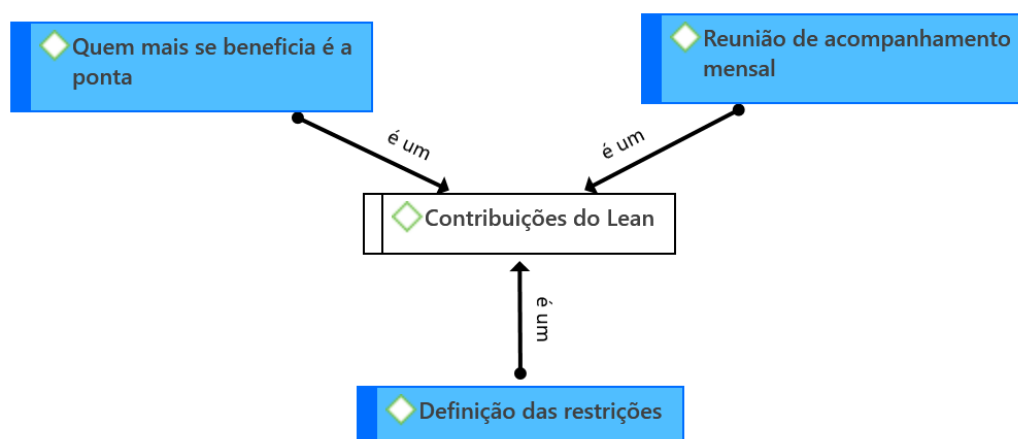 Quem mais se beneficia é a
ponta
Reunião de acompanhamento
mensal
é um
é um
Contribuições do Lean
é um
Definição das restrições